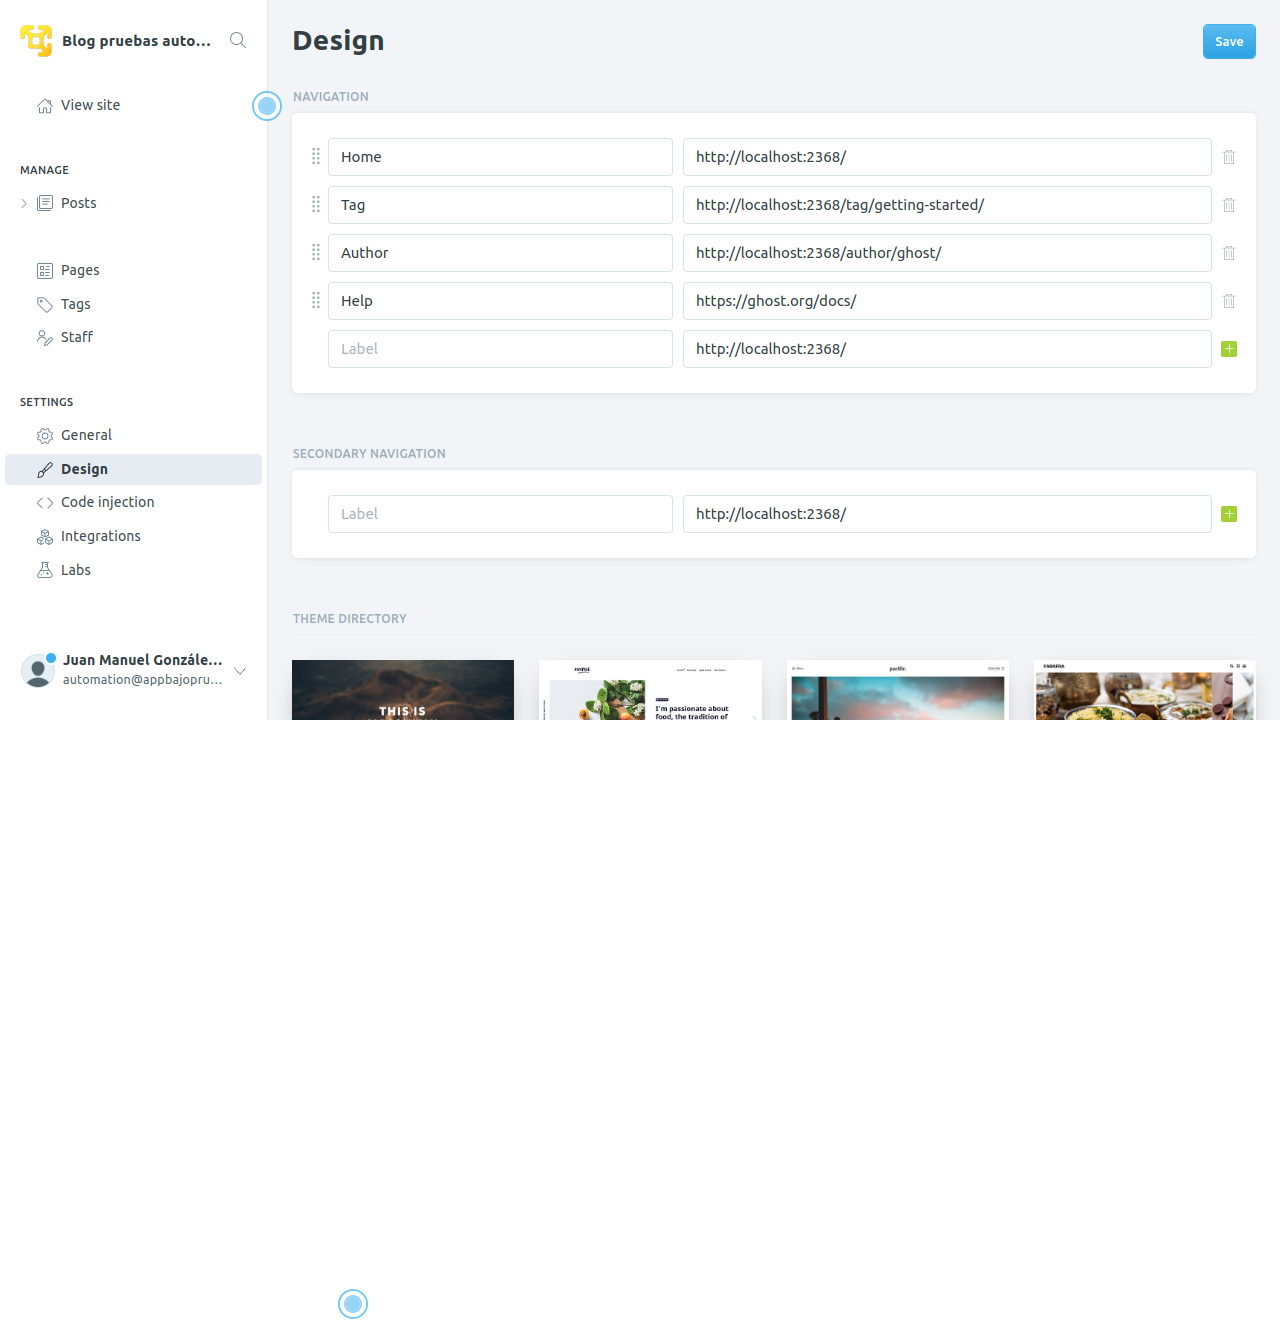 Blog pruebas auto...
View site
MANAGE
Posts
Pages
Tags
Staff
SETTINGS
General
Design
Code injection
Integrations
Labs
Juan Manuel Gonzále...
automation@appbajopru...
Design
Save
NAVIGATION
Home http://localhost:2368/
Tag http://localhost:2368/tag/getting-started/
Author http://localhost:2368/author/ghost/
Help https://ghost.org/docs/
Label http://localhost:2368/
SECONDARY NAVIGATION
Label http://localhost:2368/
THEME DIRECTORY
THIS IS
I'm passionate about
food, the tradition of
pacific.